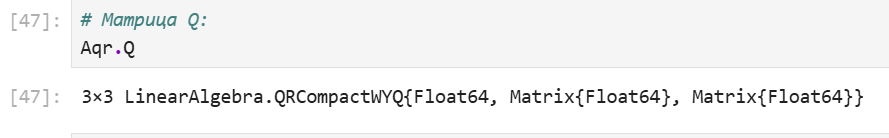 [47]: # Матрица Q:
Aqr.Q
[47]: 3×3 LinearAlgebra.QRCompactWYQ{Float64, Matrix{Float64}, Matrix{Float64}}